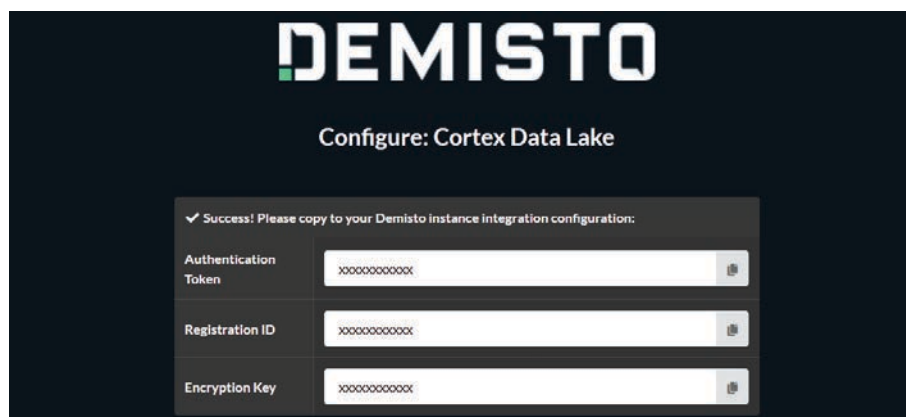 DEMISTO
Configure: Cortex Data Lake
✔ Success! Please copy to your Demisto instance integration configuration:
Authentication
Token
xxxxxxxxxxx
Registration ID
xxxxxxxxxxx
Encryption Key
xxxxxxxxxxx